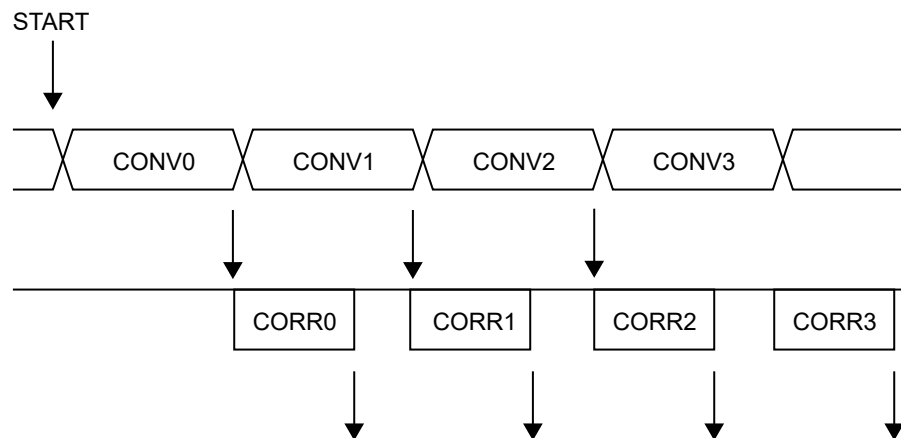 START
CONV0 CONV1 CONV2 CONV3
CORR0 CORR1 CORR2 CORR3